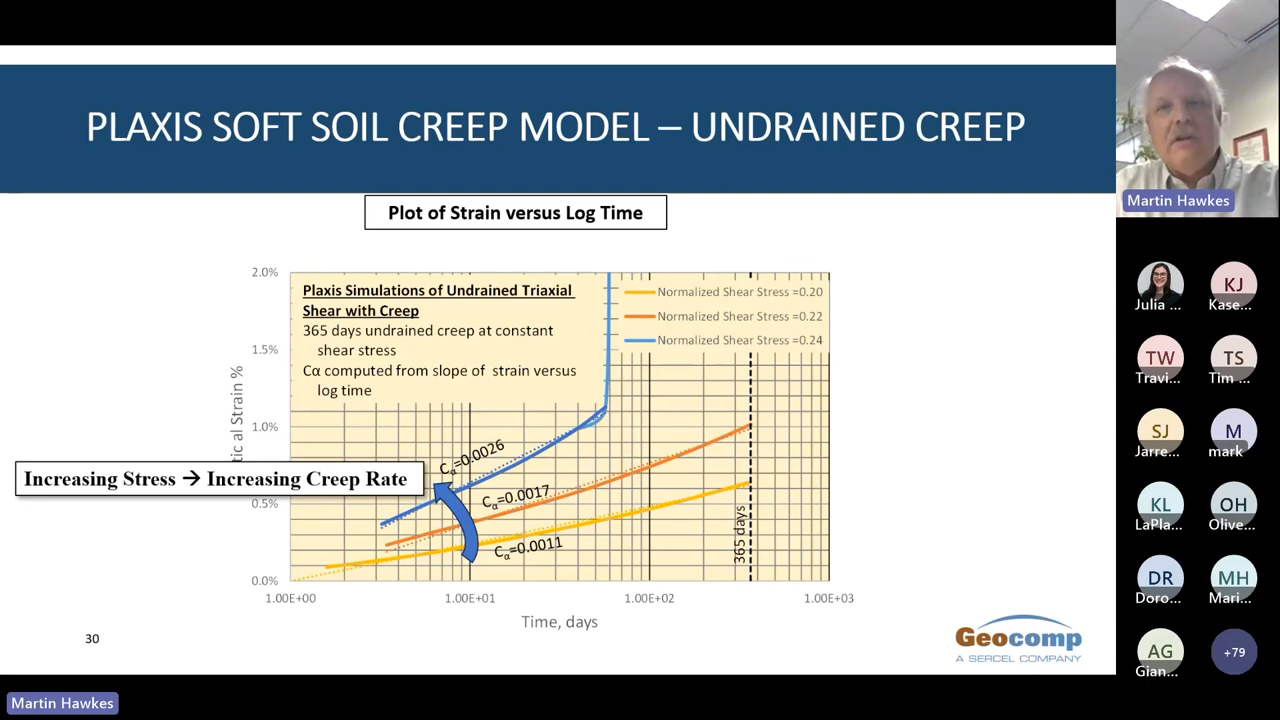 PLAXIS SOFT SOIL CREEP MODEL – UNDRAINED CREEP
Plot of Strain versus Log Time
2.0%
1.5%
1.0%
0.5%
0.0%
tical Strain %
Plaxis Simulations of Undrained Triaxial
Shear with Creep
365 days undrained creep at constant
shear stress
Cα computed from slope of strain versus
log time
Normalized Shear Stress =0.20
Normalized Shear Stress =0.22
Normalized Shear Stress =0.24
Increasing Stress → Increasing Creep Rate
Cα=0.0026
Cα=0.0017
Cα=0.0011
365 days
1.00E+00
1.00E+01
1.00E+02
1.00E+03
Time, days
30
Geocomp
A SERCEL COMPANY
Martin Hawkes
Martin Hawkes
Julia ...
KJ
Kase...
TW
Travi...
TS
Tim ...
SJ
Jarre...
M
mark
KL
LaPla...
OH
Olive...
DR
Doro...
MH
Mari...
AG
Gian...
+79